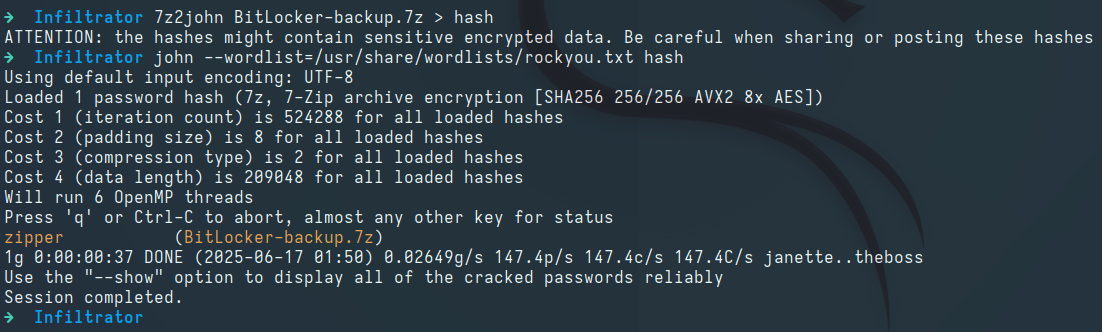 ➜  Infiltrator 7z2john BitLocker-backup.7z > hash
ATTENTION: the hashes might contain sensitive encrypted data. Be careful when sharing or posting these hashes
➜  Infiltrator john --wordlist=/usr/share/wordlists/rockyou.txt hash
Using default input encoding: UTF-8
Loaded 1 password hash (7z, 7-Zip archive encryption [SHA256 256/256 AVX2 8x AES])
Cost 1 (iteration count) is 524288 for all loaded hashes
Cost 2 (padding size) is 8 for all loaded hashes
Cost 3 (compression type) is 2 for all loaded hashes
Cost 4 (data length) is 209048 for all loaded hashes
Will run 6 OpenMP threads
Press 'q' or Ctrl-C to abort, almost any other key for status
zipper           (BitLocker-backup.7z)
1g 0:00:00:37 DONE (2025-06-17 01:50) 0.02649g/s 147.4p/s 147.4c/s 147.4C/s janette..theboss
Use the "--show" option to display all of the cracked passwords reliably
Session completed.
➜  Infiltrator